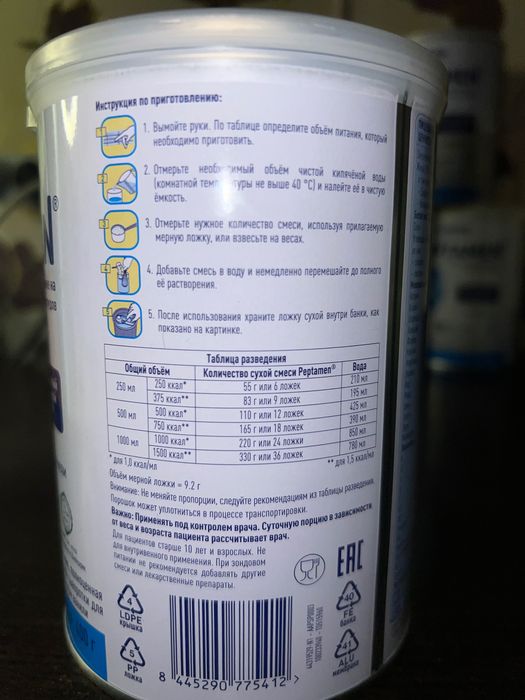 Инструкция по приготовлению:
1. Вымойте руки. По таблице определите объём питания, который
необходимо приготовить.
2. Отмерьте необходимый объём чистой кипячёной воды
(комнатной не выше 40 °C) и налейте её в чистую
ёмкость.
3. Отмерьте нужное количество смеси, используя прилагаемую
мерную ложку, или взвесьте на весах.
4. Добавьте смесь в воду и немедленно перемешайте до полного
её растворения.
5. После использования храните ложку сухой внутри банки, как
показано на картинке.
Таблица разведения
Общий объём Количество сухой смеси Peptamen® Вода
250 мл 250 ккал* 55 г или 6 ложек 210 мл
375 ккал** 83 г или 9 ложек 195 мл
500 мл 500 ккал* 110 г или 12 ложек 425 мл
750 ккал** 165 г или 18 ложек 390 мл
1000 мл 1000 ккал* 220 г или 24 ложки 850 мл
1500 ккал** 330 г или 36 ложек 780 мл
* для 1,0 ккал/мл ** для 1,5 ккал/мл
Объём мерной ложки = 9.2 г
Внимание: Не меняйте пропорции, следуйте рекомендациям из таблицы разведения.
Порошок может уплотниться в процессе транспортировки.
Важно: Применять под контролем врача. Суточную порцию в зависимости
от веса и возраста пациента рассчитывает врач.
Для пациентов старше 10 лет и взрослых. Не
для внутривенного применения. При зондовом
питании не рекомендуется добавлять другие
смеси или лекарственные препараты.
EAC
4
LDPE
крышка
5
PP
ложка
40
FE
банка
41
ALU
мембрана
8 445290 775412 >